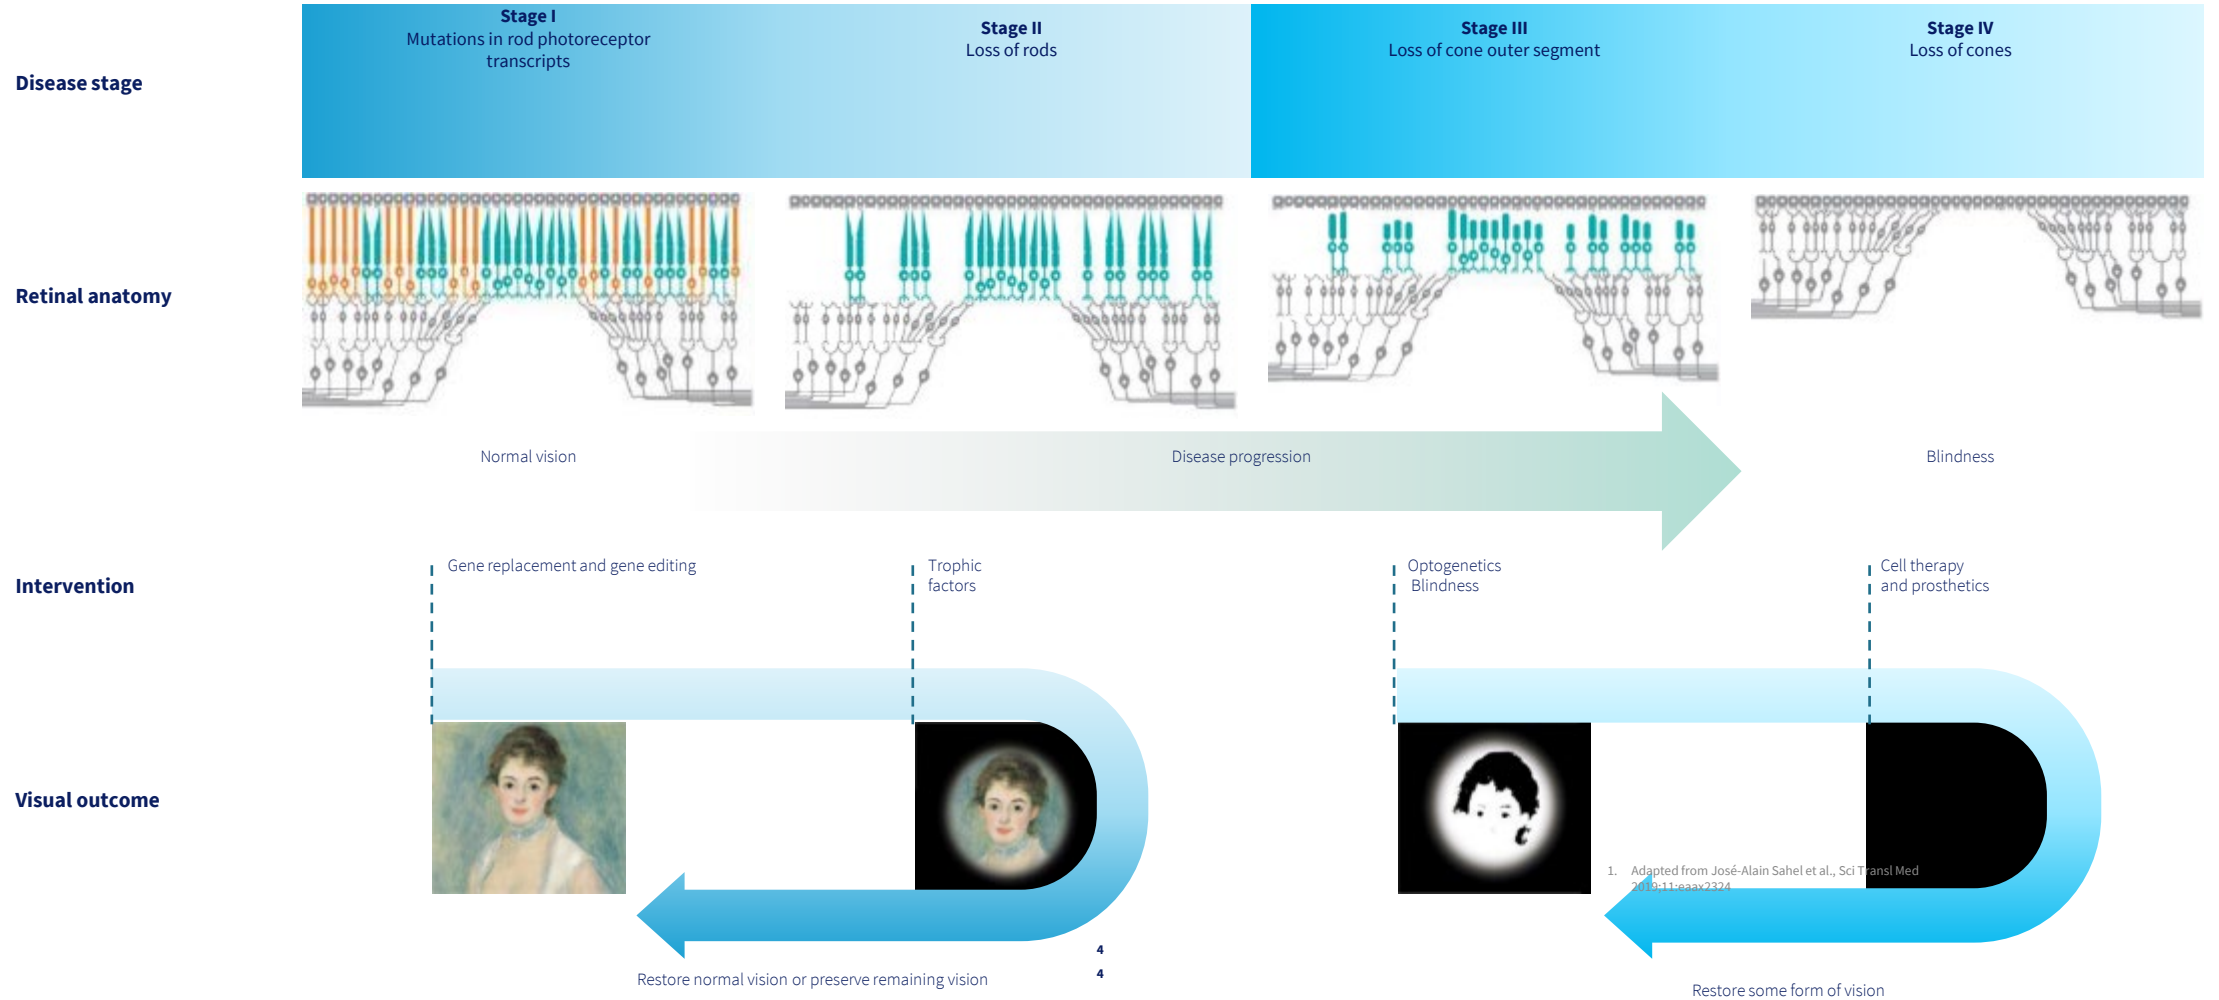 Stage I
Mutations in rod photoreceptor
transcripts
Stage II
Loss of rods
Stage III
Loss of cone outer segment
Stage IV
Loss of cones
Disease stage
Retinal anatomy
Normal vision
Disease progression
Blindness
Intervention
Gene replacement and gene editing
Trophic
factors
Optogenetics
Blindness
Cell therapy
and prosthetics
Visual outcome
1. Adapted from José-Alain Sahel et al., Sci Transl Med
2019;11:eaax2324
4
4
Restore normal vision or preserve remaining vision
Restore some form of vision